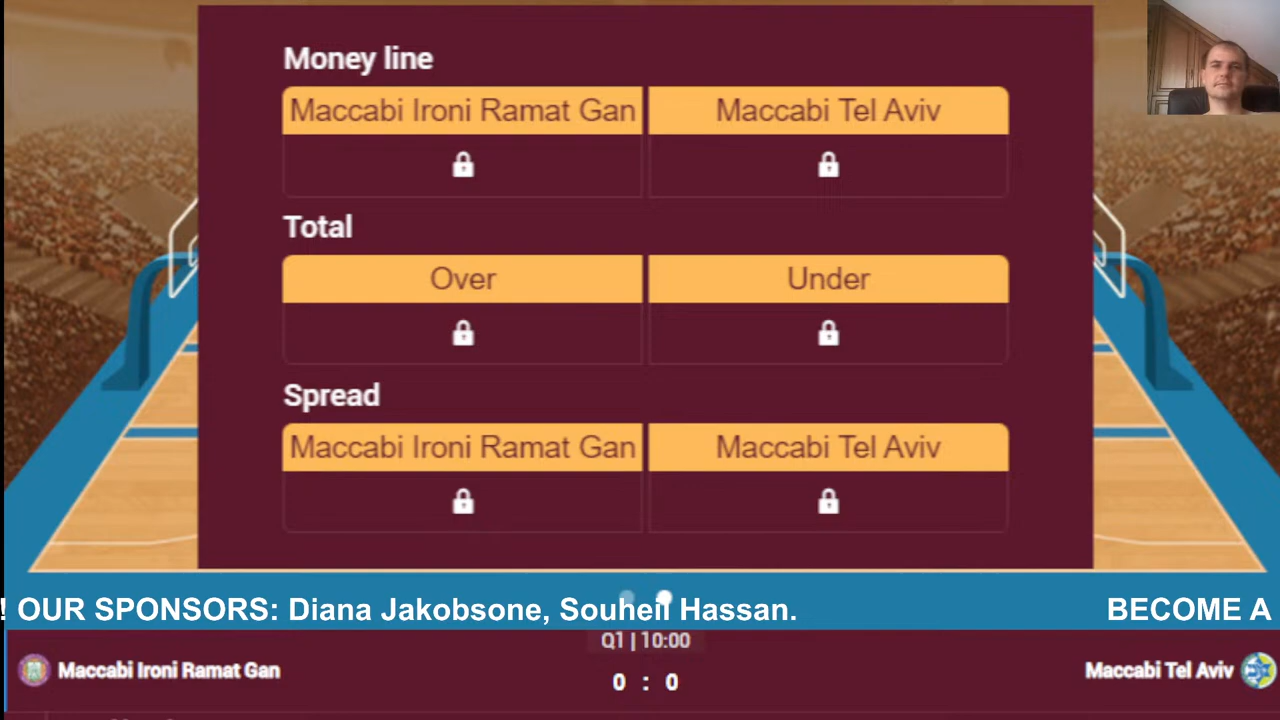 Money line
Maccabi Ironi Ramat Gan Maccabi Tel Aviv
Total
Over Under
Spread
Maccabi Ironi Ramat Gan Maccabi Tel Aviv
! OUR SPONSORS: Diana Jakobsone, Souheil Hassan. BECOME A
Q1 | 10:00
Maccabi Ironi Ramat Gan 0 : 0 Maccabi Tel Aviv